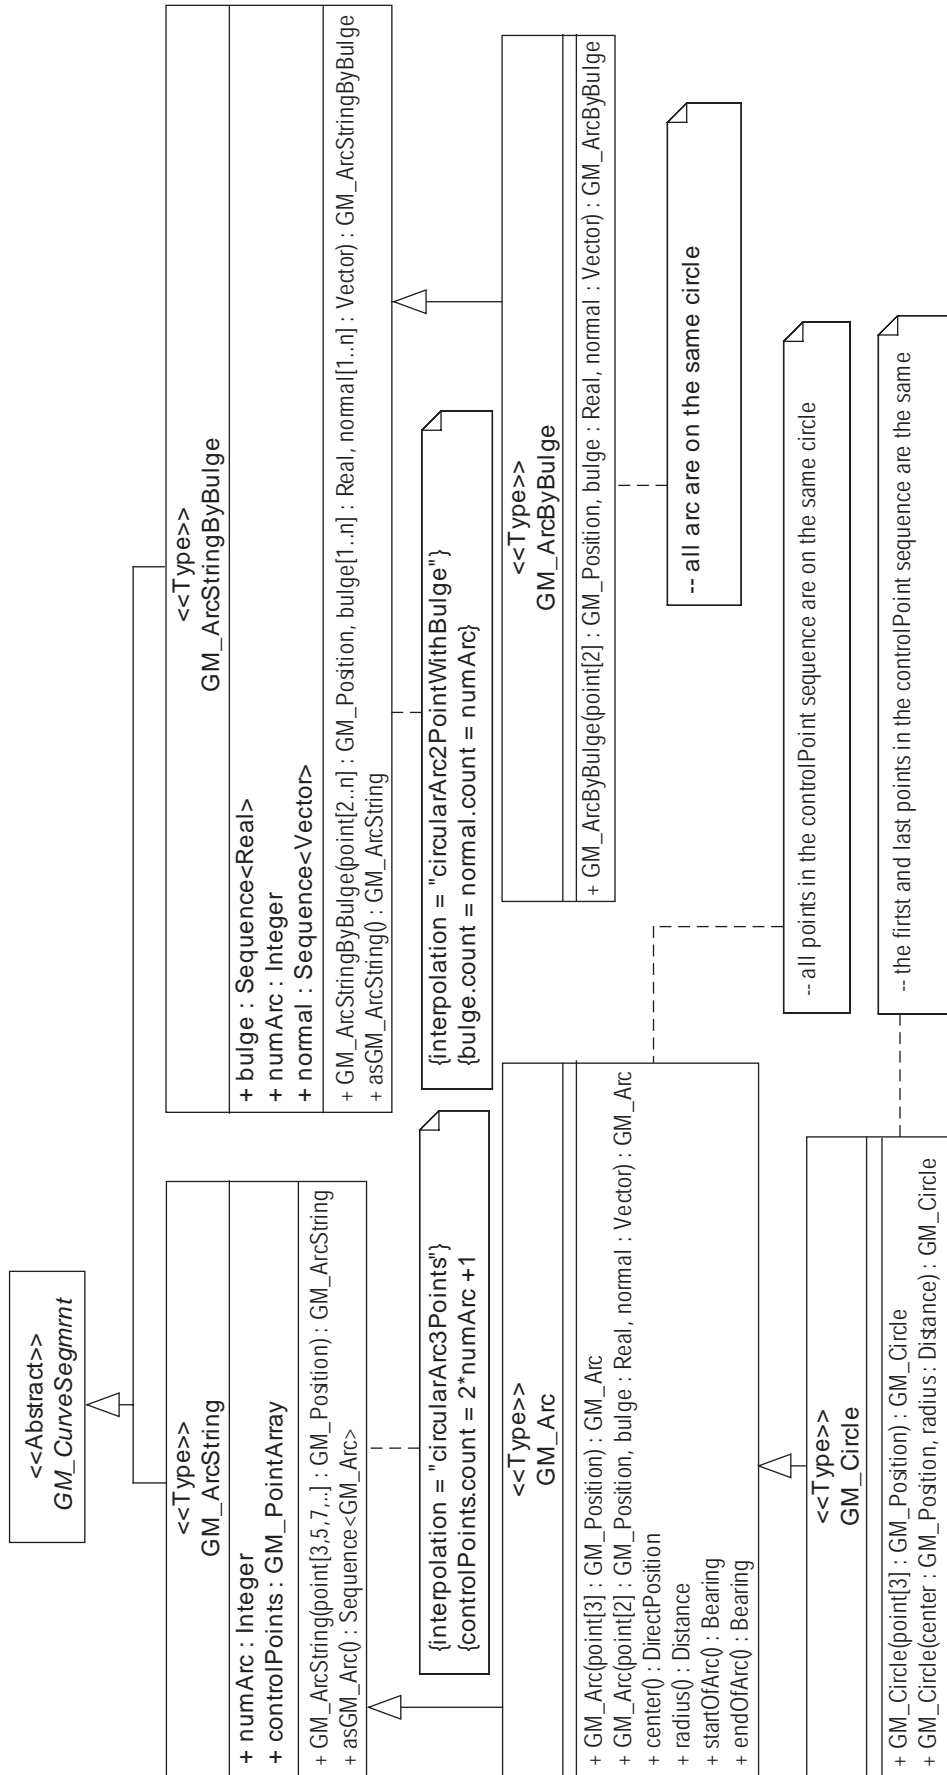 <<Abstract>>
GM_CurveSegmrnt
<<Type>>
GM_ArcString
+ numArc : Integer
+ controlPoints : GM_PointArray
+ GM_ArcString(point[3,5,7...] : GM_Position) : GM_ArcString
+ asGM_Arc() : Sequence<GM_Arc>
{interpolation = "circularArc3Points"}
{controlPoints.count = 2*numArc +1
<<Type>>
GM_ArcStringByBulge
+ bulge : Sequence<Real>
+ numArc : Integer
+ normal : Sequence<Vector>
+ GM_ArcStringByBulge(point[2..n] : GM_Position, bulge[1..n] : Real, normal[1..n] : Vector) : GM_ArcStringByBulge
+ asGM_ArcString() : GM_ArcString
{interpolation = "circularArc2PointWithBulge"}
{bulge.count = normal.count = numArc}
<<Type>>
GM_Arc
+ GM_Arc(point[3] : GM_Position) : GM_Arc
+ GM_Arc(point[2] : GM_Position, bulge : Real, normal : Vector) : GM_Arc
+ center() : DirectPosition
+ radius() : Distance
+ startOfArc() : Bearing
+ endOfArc() : Bearing
<<Type>>
GM_ArcByBulge
+ GM_ArcByBulge(point[2] : GM_Position, bulge : Real, normal : Vector) : GM_ArcByBulge
-- all arc are on the same circle
-- all points in the controlPoint sequence are on the same circle
<<Type>>
GM_Circle
+ GM_Circle(point[3] : GM_Position) : GM_Circle
+ GM_Circle(center : GM_Position, radius : Distance) : GM_Circle
-- the firtst and last points in the controlPoint sequence are the same